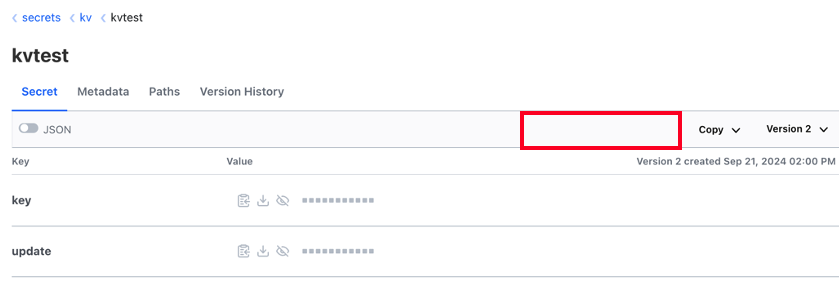 secrets kv kvtest
kvtest
Secret Metadata Paths Version History
JSON Copy Version 2
Key Value Version 2 created Sep 21, 2024 02:00 PM
key
update